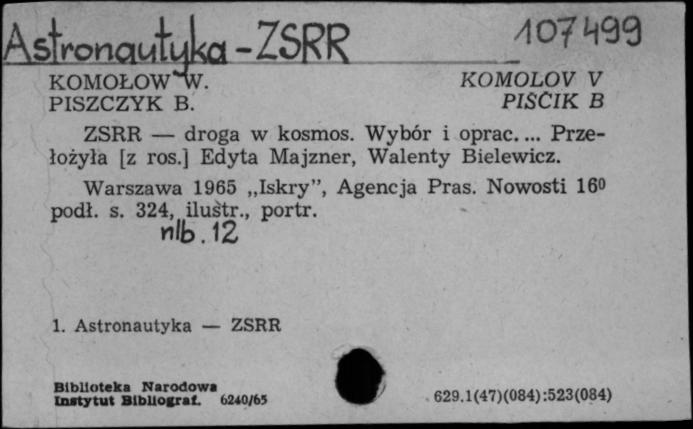 Astronautyka - ZSRR 107499
KOMOŁOW W. KOMOLOV V
PISZCZYK B. PIŠČIK B
ZSRR — droga w kosmos. Wybór i oprac. ... Prze-
łożyła [z ros.] Edyta Majzner, Walenty Bielewicz.
Warszawa 1965 „Iskry”, Agencja Pras. Nowosti 16⁰
podł. s. 324, ilustr., portr.
nlb. 12
1. Astronautyka — ZSRR
Biblioteka Narodowa
Instytut Bibliograf. 6240/65 629.1(47)(084):523(084)